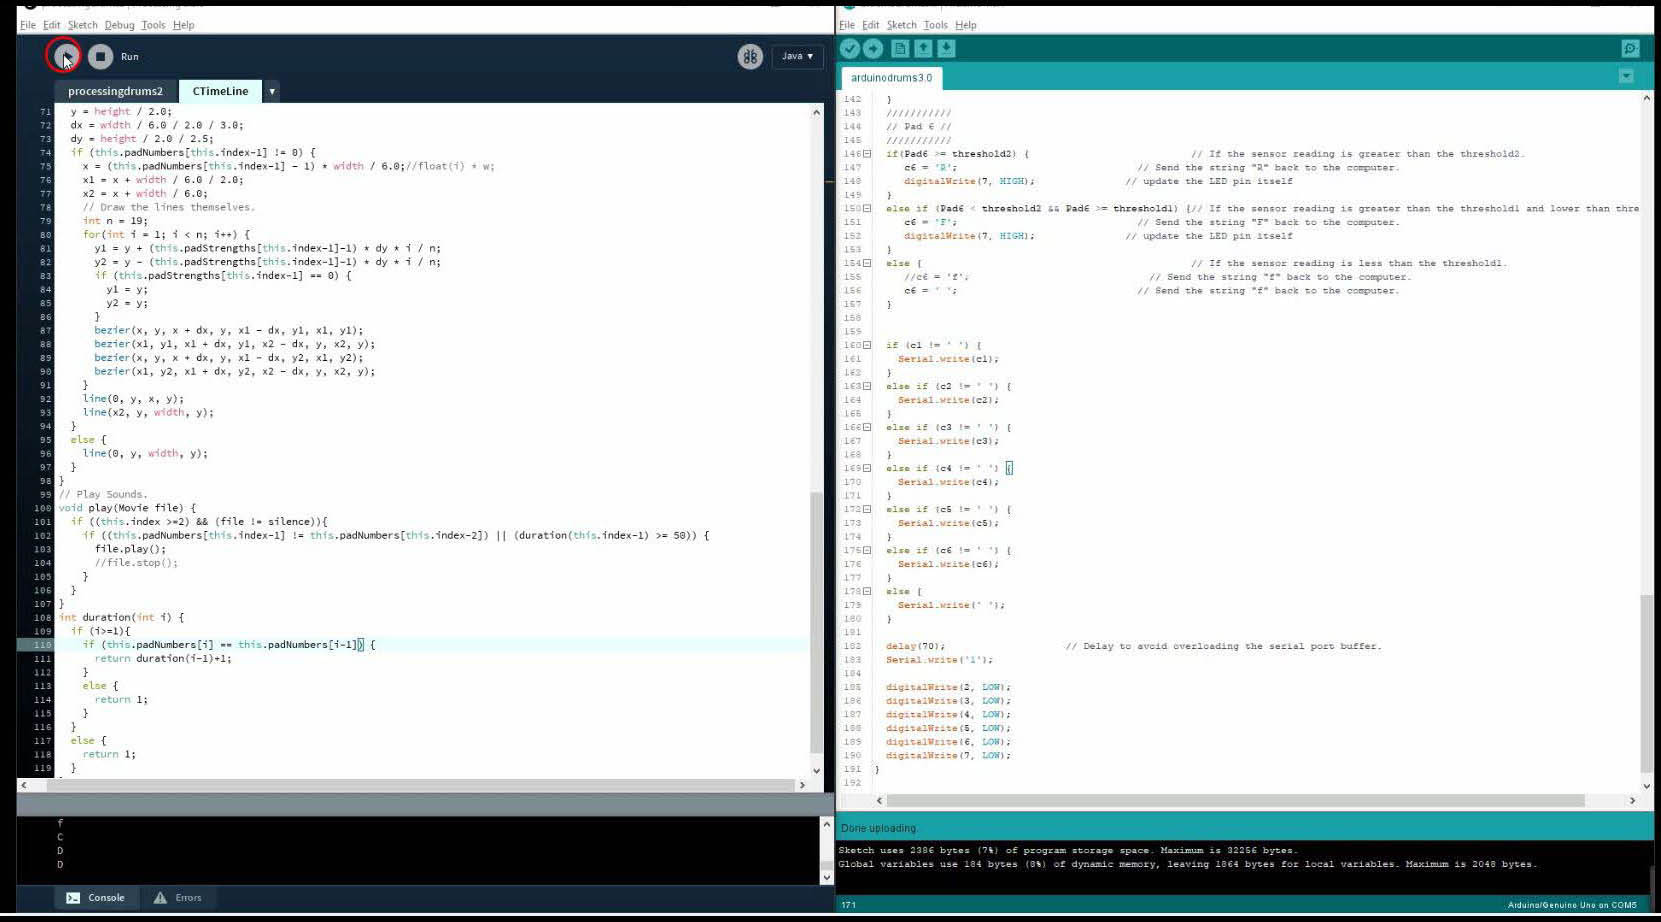 File Edit Sketch Debug Tools Help
Run
Java ▾
processingdrums2 CTimeLine ▾
71 y = height / 2.0;
72 dx = width / 6.0 / 2.0 / 3.0;
73 dy = height / 2.0 / 2.5;
74 if (this.padNumbers[this.index-1] != 0) {
75 x = (this.padNumbers[this.index-1] - 1) * width / 6.0;//float(i) * w;
76 x1 = x + width / 6.0 / 2.0;
77 x2 = x + width / 6.0;
78 // Draw the lines themselves.
79 int n = 19;
80 for(int i = 1; i < n; i++) {
81 y1 = y + (this.padStrengths[this.index-1]-1) * dy * i / n;
82 y2 = y - (this.padStrengths[this.index-1]-1) * dy * i / n;
83 if (this.padStrengths[this.index-1] == 0) {
84 y1 = y;
85 y2 = y;
86 }
87 bezier(x, y, x + dx, y, x1 - dx, y1, x1, y1);
88 bezier(x1, y1, x1 + dx, y1, x2 - dx, y, x2, y);
89 bezier(x, y, x + dx, y, x1 - dx, y2, x1, y2);
90 bezier(x1, y2, x1 + dx, y2, x2 - dx, y, x2, y);
91 }
92 line(0, y, x, y);
93 line(x2, y, width, y);
94 }
95 else {
96 line(0, y, width, y);
97 }
98 }
99 // Play Sounds.
100 void play(Movie file) {
101 if ((this.index >=2) && (file != silence)){
102 if ((this.padNumbers[this.index-1] != this.padNumbers[this.index-2]) || (duration(this.index-1) >= 50)) {
103 file.play();
104 //file.stop();
105 }
106 }
107 }
108 int duration(int i) {
109 if (i>=1){
110 if (this.padNumbers[i] == this.padNumbers[i-1]) {
111 return duration(i-1)+1;
112 }
113 else {
114 return 1;
115 }
116 }
117 else {
118 return 1;
119 }
f
C
D
D
Console Errors
File Edit Sketch Tools Help
arduinodrums3.0
142 }
143 ///////////
144 // Pad 6 //
145 ///////////
146 if(Pad6 >= threshold2) { // If the sensor reading is greater than the threshold2.
147 c6 = 'R'; // Send the string "R" back to the computer.
148 digitalWrite(7, HIGH); // update the LED pin itself
149 }
150 else if (Pad6 < threshold2 && Pad6 >= threshold1) {// If the sensor reading is greater than the threshold1 and lower than thre
151 c6 = 'F'; // Send the string "F" back to the computer.
152 digitalWrite(7, HIGH); // update the LED pin itself
153 }
154 else { // If the sensor reading is less than the threshold1.
155 //c6 = 'f'; // Send the string "f" back to the computer.
156 c6 = ' '; // Send the string "f" back to the computer.
157 }
158
159
160 if (c1 != ' ') {
161 Serial.write(c1);
162 }
163 else if (c2 != ' ') {
164 Serial.write(c2);
165 }
166 else if (c3 != ' ') {
167 Serial.write(c3);
168 }
169 else if (c4 != ' ') {
170 Serial.write(c4);
171 }
172 else if (c5 != ' ') {
173 Serial.write(c5);
174 }
175 else if (c6 != ' ') {
176 Serial.write(c6);
177 }
178 else {
179 Serial.write(' ');
180 }
181
182 delay(70); // Delay to avoid overloading the serial port buffer.
183 Serial.write('1');
184
185 digitalWrite(2, LOW);
186 digitalWrite(3, LOW);
187 digitalWrite(4, LOW);
188 digitalWrite(5, LOW);
189 digitalWrite(6, LOW);
190 digitalWrite(7, LOW);
191 }
192
Done uploading.
Sketch uses 2386 bytes (7%) of program storage space. Maximum is 32256 bytes.
Global variables use 184 bytes (8%) of dynamic memory, leaving 1864 bytes for local variables. Maximum is 2048 bytes.
171 Arduino/Genuino Uno on COM5